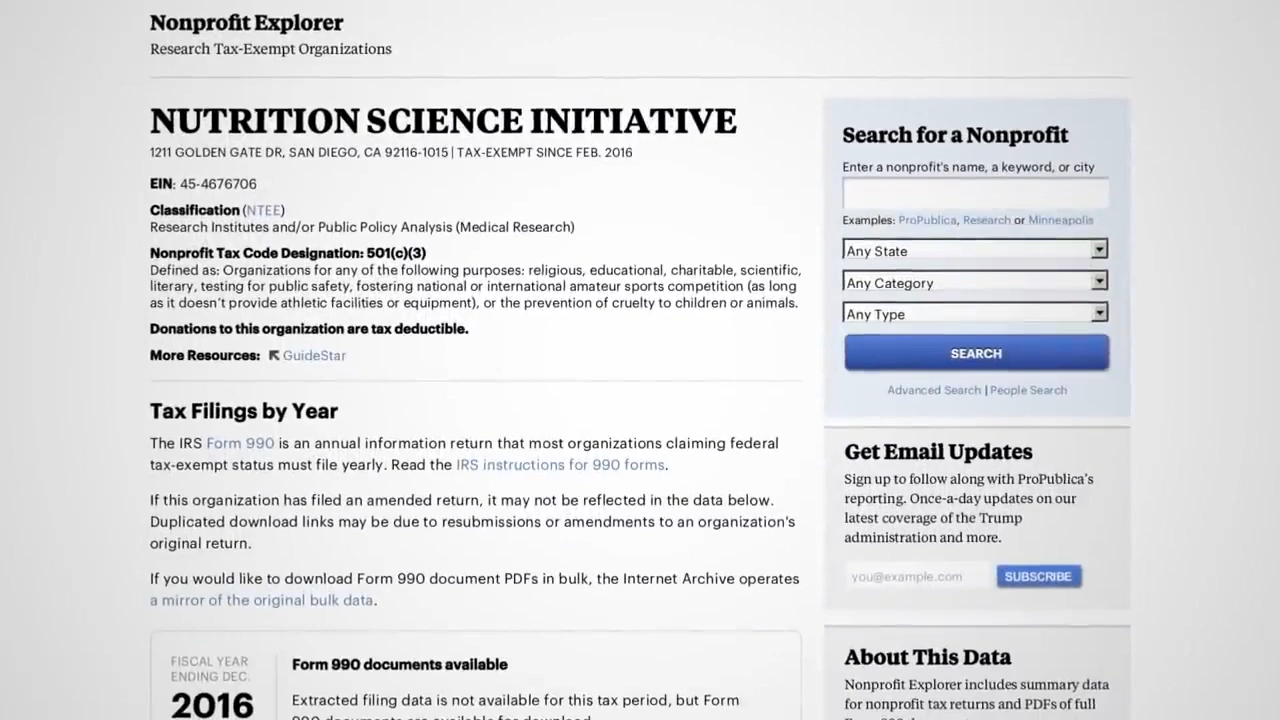 Nonprofit Explorer
Research Tax-Exempt Organizations
NUTRITION SCIENCE INITIATIVE
1211 GOLDEN GATE DR, SAN DIEGO, CA 92116-1015 | TAX-EXEMPT SINCE FEB. 2016
EIN: 45-4676706
Classification (NTEE)
Research Institutes and/or Public Policy Analysis (Medical Research)
Nonprofit Tax Code Designation: 501(c)(3)
Defined as: Organizations for any of the following purposes: religious, educational, charitable, scientific,
literary, testing for public safety, fostering national or international amateur sports competition (as long
as it doesn't provide athletic facilities or equipment), or the prevention of cruelty to children or animals.
Donations to this organization are tax deductible.
More Resources: GuideStar
Tax Filings by Year
The IRS Form 990 is an annual information return that most organizations claiming federal
tax-exempt status must file yearly. Read the IRS instructions for 990 forms.
If this organization has filed an amended return, it may not be reflected in the data below.
Duplicated download links may be due to resubmissions or amendments to an organization's
original return.
If you would like to download Form 990 document PDFs in bulk, the Internet Archive operates
a mirror of the original bulk data.
FISCAL YEAR
ENDING DEC.
2016
Form 990 documents available
Extracted filing data is not available for this tax period, but Form
Search for a Nonprofit
Enter a nonprofit's name, a keyword, or city
Examples: ProPublica, Research or Minneapolis
Any State
Any Category
Any Type
SEARCH
Advanced Search | People Search
Get Email Updates
Sign up to follow along with ProPublica's
reporting. Once-a-day updates on our
latest coverage of the Trump
administration and more.
you@example.com
SUBSCRIBE
About This Data
Nonprofit Explorer includes summary data
for nonprofit tax returns and PDFs of full